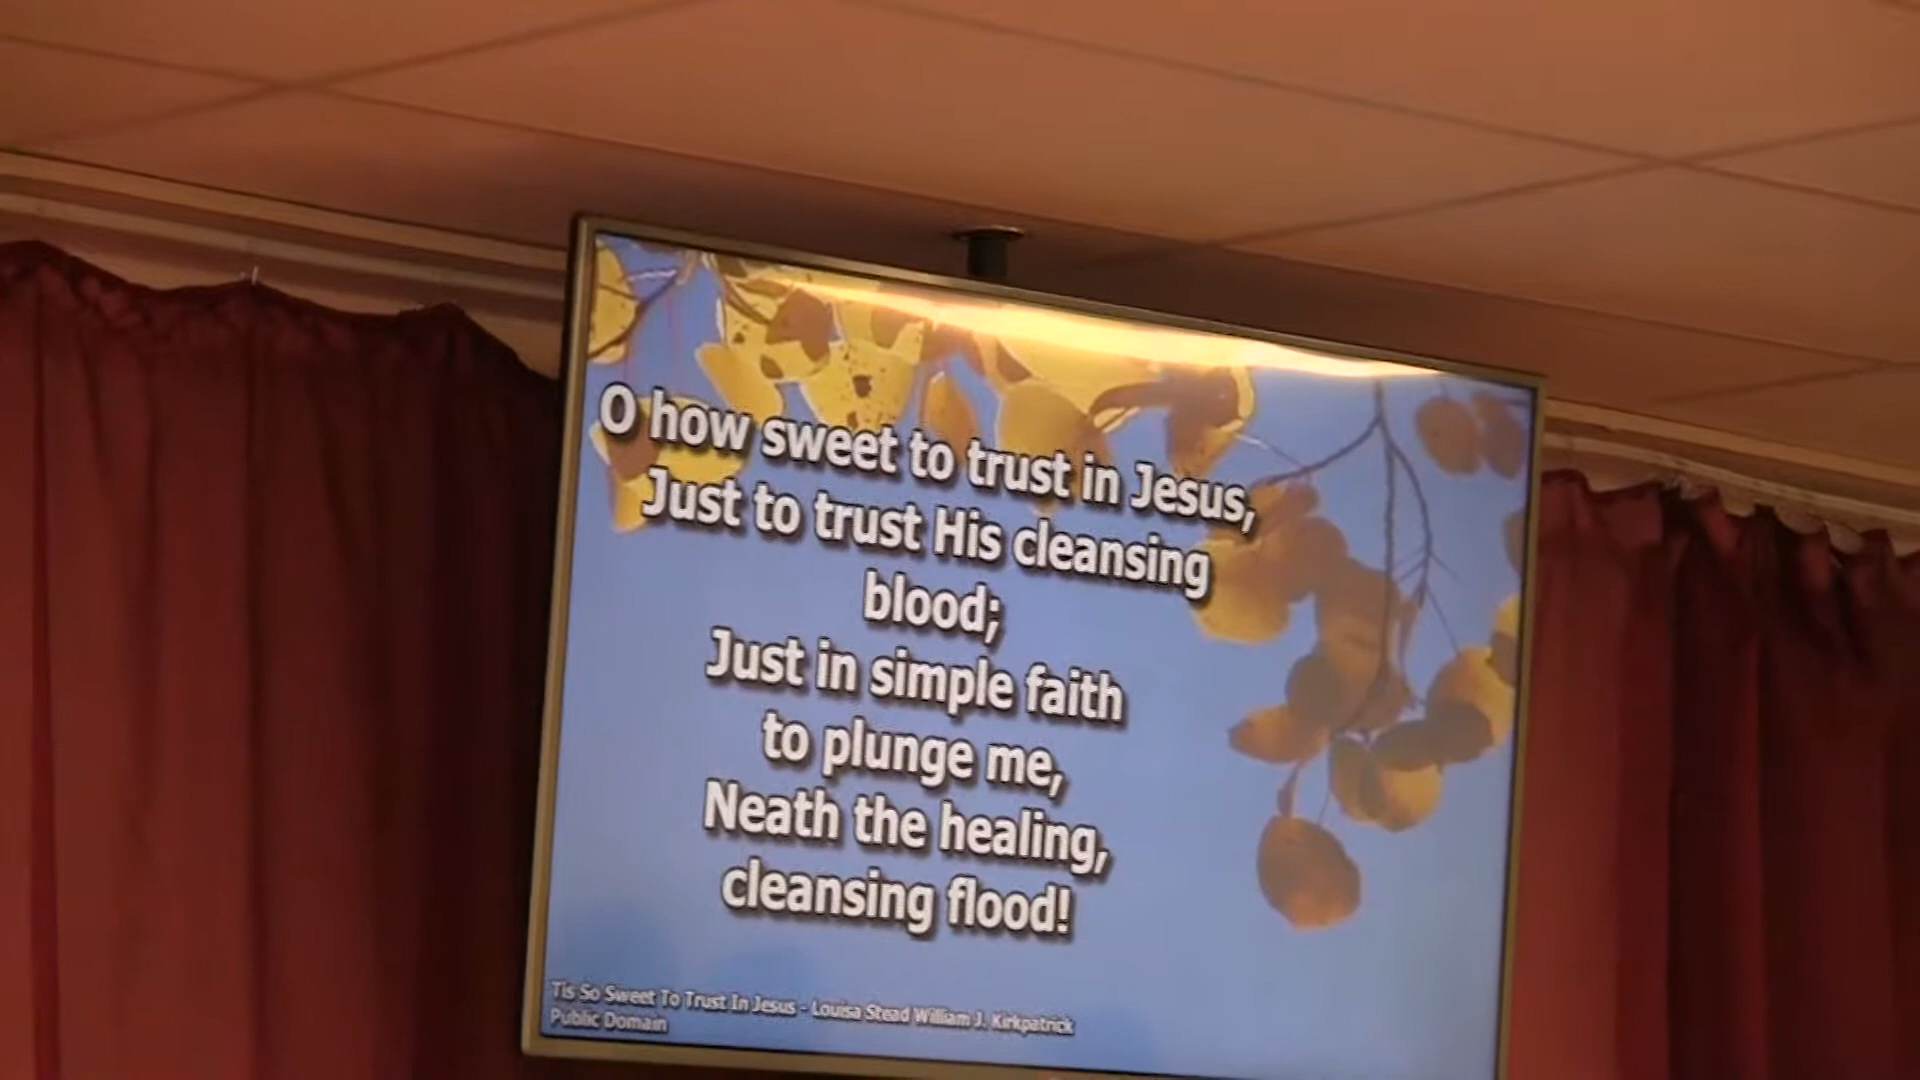 O how sweet to trust in Jesus,
Just to trust His cleansing
blood;
Just in simple faith
to plunge me,
Neath the healing,
cleansing flood!
Tis So Sweet To Trust In Jesus - Louisa Stead William J. Kirkpatrick
Public Domain